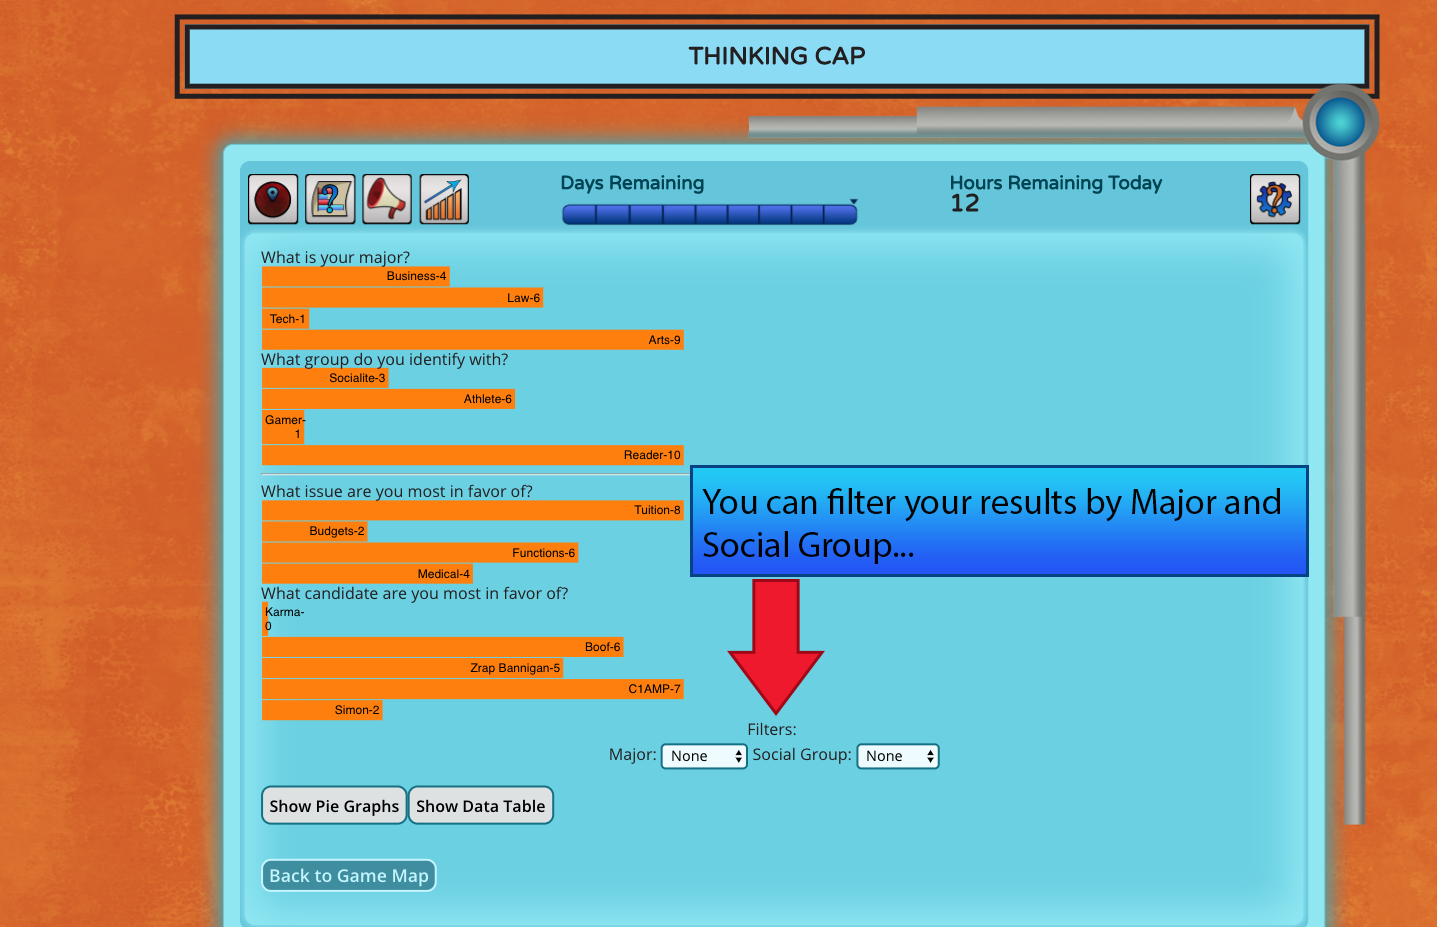 THINKING CAP
Days Remaining
Hours Remaining Today
12
What is your major?
Business-4
Law-6
Tech-1
Arts-9
What group do you identify with?
Socialite-3
Athlete-6
Gamer-
1
Reader-10
What issue are you most in favor of?
Tuition-8
Budgets-2
Functions-6
Medical-4
What candidate are you most in favor of?
Karma-
0
Boof-6
Zrap Bannigan-5
C1AMP-7
Simon-2
You can filter your results by Major and
Social Group...
Filters:
Major: None Social Group: None
Show Pie Graphs Show Data Table
Back to Game Map